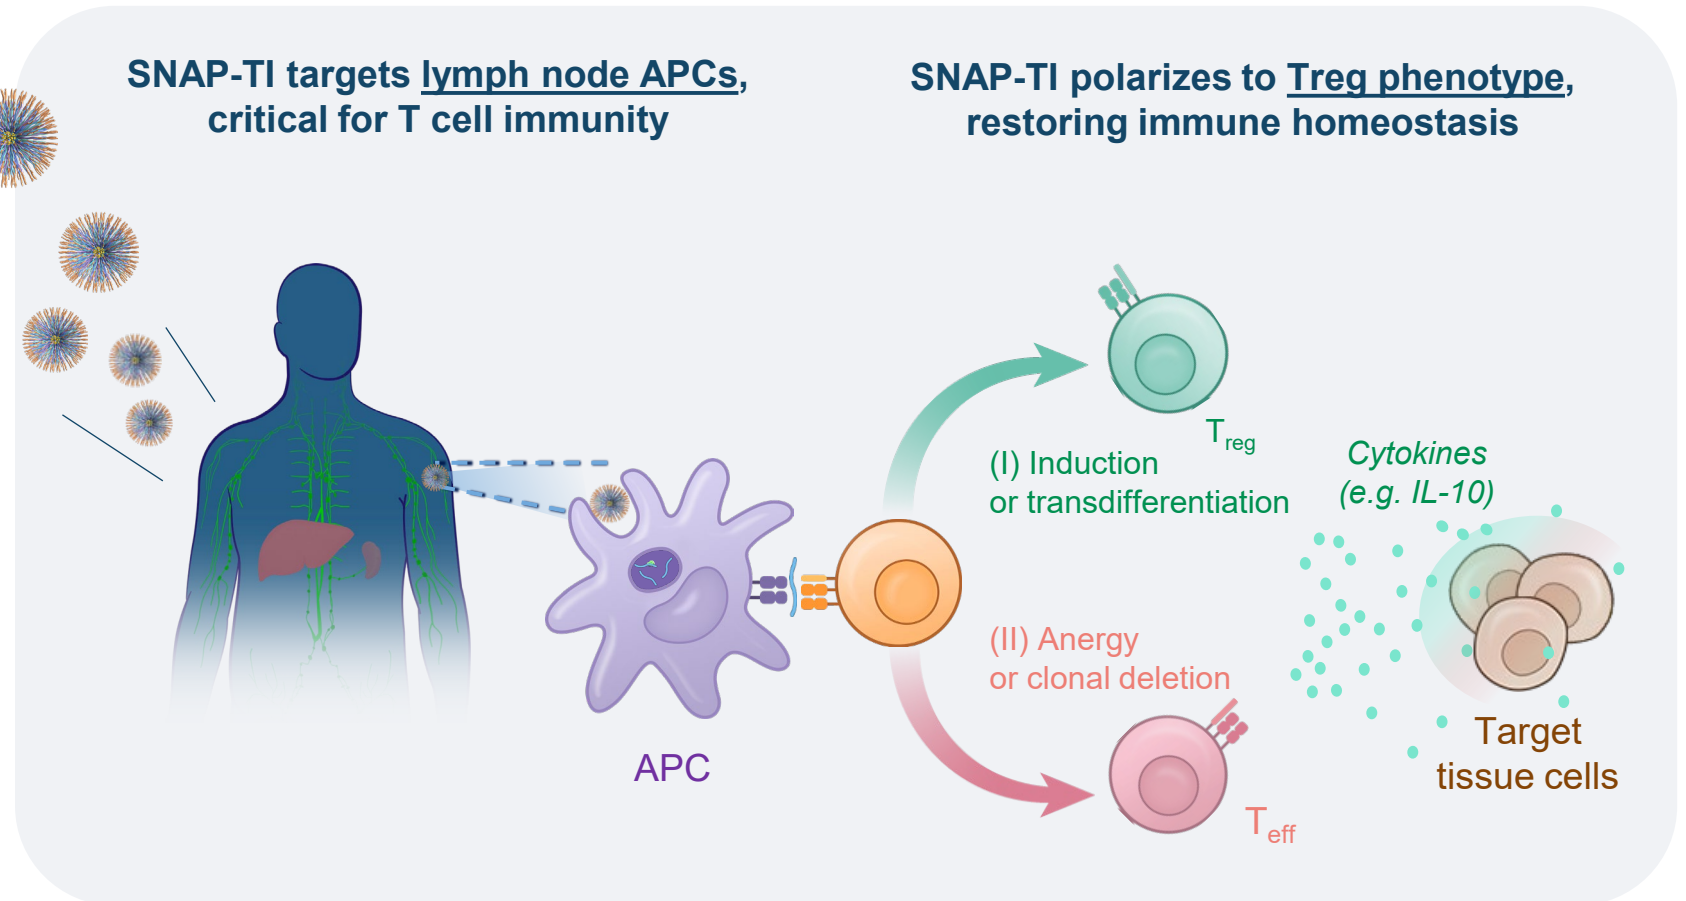 SNAP-TI targets lymph node APCs,
critical for T cell immunity
SNAP-TI polarizes to Treg phenotype,
restoring immune homeostasis
Treg
(I) Induction
or transdifferentiation
Cytokines
(e.g. IL-10)
(II) Anergy
or clonal deletion
Target
tissue cells
APC
Teff